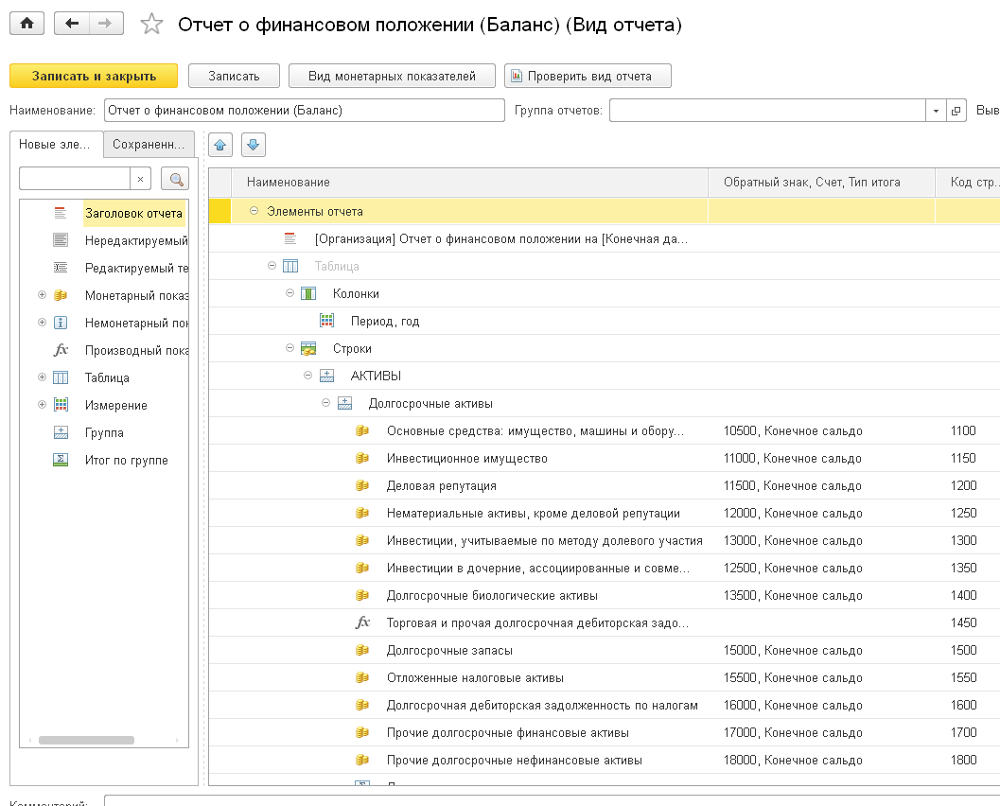 Отчет о финансовом положении (Баланс) (Вид отчета)
Записать и закрыть Записать Вид монетарных показателей Проверить вид отчета
Наименование: Отчет о финансовом положении (Баланс) Группа отчетов: Выв
Новые эле... Сохраненн...
Заголовок отчета
Нередактируемый
Редактируемый те
Монетарный показ
Немонетарный по
Производный пока
Таблица
Измерение
Группа
Итог по группе
Наименование Обратный знак, Счет, Тип итога Код стр...
Элементы отчета
[Организация] Отчет о финансовом положении на [Конечная да...
Таблица
Колонки
Период, год
Строки
АКТИВЫ
Долгосрочные активы
Основные средства: имущество, машины и обору... 10500, Конечное сальдо 1100
Инвестиционное имущество 11000, Конечное сальдо 1150
Деловая репутация 11500, Конечное сальдо 1200
Нематериальные активы, кроме деловой репутации 12000, Конечное сальдо 1250
Инвестиции, учитываемые по методу долевого участия 13000, Конечное сальдо 1300
Инвестиции в дочерние, ассоциированные и совме... 12500, Конечное сальдо 1350
Долгосрочные биологические активы 13500, Конечное сальдо 1400
Торговая и прочая долгосрочная дебиторская задо... 1450
Долгосрочные запасы 15000, Конечное сальдо 1500
Отложенные налоговые активы 15500, Конечное сальдо 1550
Долгосрочная дебиторская задолженность по налогам 16000, Конечное сальдо 1600
Прочие долгосрочные финансовые активы 17000, Конечное сальдо 1700
Прочие долгосрочные нефинансовые активы 18000, Конечное сальдо 1800
Комментарий: